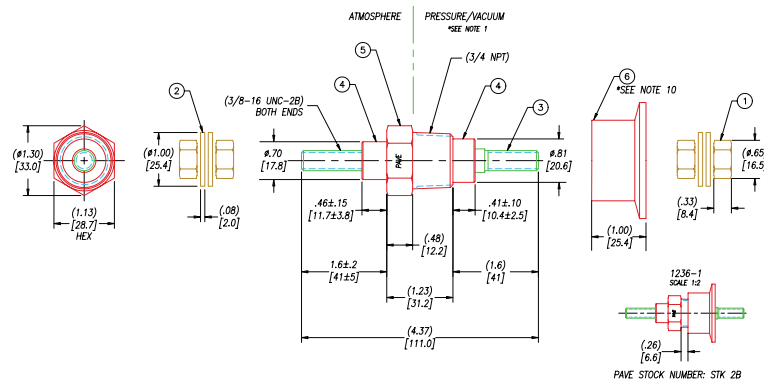 ATMOSPHERE
PRESSURE/VACUUM
*SEE NOTE 1
5
(3/4 NPT)
6
*SEE NOTE 10
4
4
2
(3/8-16 UNC-2B)
BOTH ENDS
3
1
(ø1.30)
[33.0]
(ø1.00)
[25.4]
ø.70
[17.8]
PAVE
ø.81
[20.6]
(ø.65)
[16.5]
(1.13)
[28.7]
HEX
(.08)
[2.0]
.46±.15
[11.7±3.8]
.41±.10
[10.4±2.5]
(.33)
[8.4]
(.48)
[12.2]
(1.00)
[25.4]
1.6±.2
[41±5]
(1.6)
[41]
(1.23)
[31.2]
(4.37)
[111.0]
1236-1
SCALE 1:2
PAVE
(.26)
[6.6]
PAVE STOCK NUMBER: STK 2B